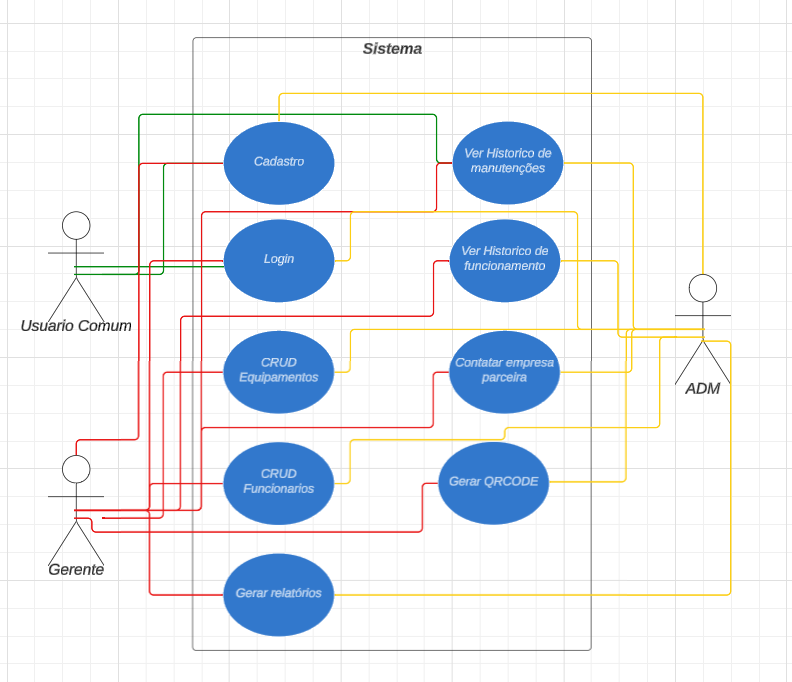 Sistema
Cadastro
Ver Historico de
manutenções
Login
Ver Historico de
funcionamento
Usuario Comum
CRUD
Equipamentos
Contatar empresa
parceira
ADM
CRUD
Funcionarios
Gerar QRCODE
Gerente
Gerar relatórios